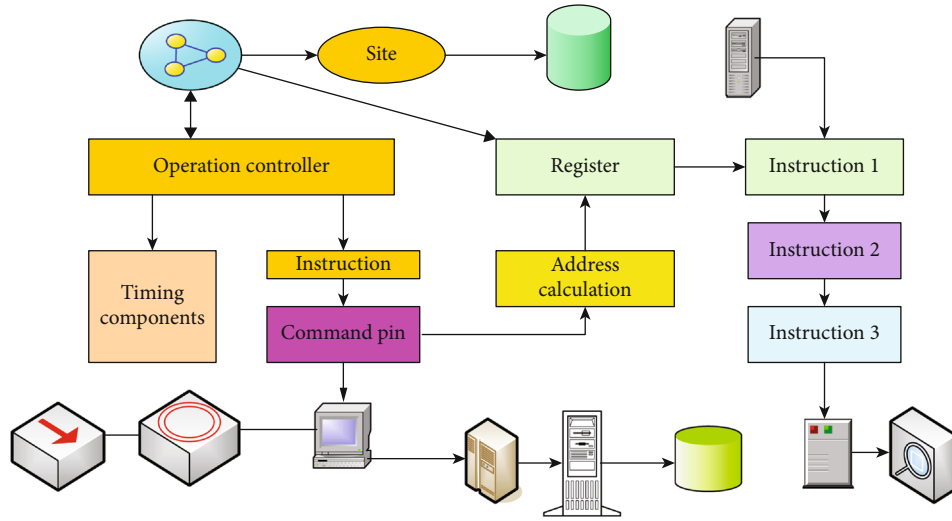 Site
Operation controller
Register
Instruction 1
Timing
components
Instruction
Address
calculation
Instruction 2
Command pin
Instruction 3